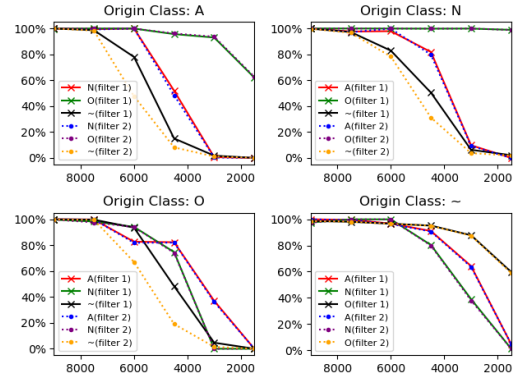 Origin Class: A
100%
80%
60%
40%
20%
0%
N(filter 1)
O(filter 1)
~(filter 1)
N(filter 2)
O(filter 2)
~(filter 2)
8000 6000 4000 2000
Origin Class: N
100%
80%
60%
40%
20%
0%
A(filter 1)
O(filter 1)
~(filter 1)
A(filter 2)
O(filter 2)
~(filter 2)
8000 6000 4000 2000
Origin Class: O
100%
80%
60%
40%
20%
0%
A(filter 1)
N(filter 1)
~(filter 1)
A(filter 2)
N(filter 2)
~(filter 2)
8000 6000 4000 2000
Origin Class: ~
100%
80%
60%
40%
20%
0%
A(filter 1)
N(filter 1)
O(filter 1)
A(filter 2)
N(filter 2)
O(filter 2)
8000 6000 4000 2000